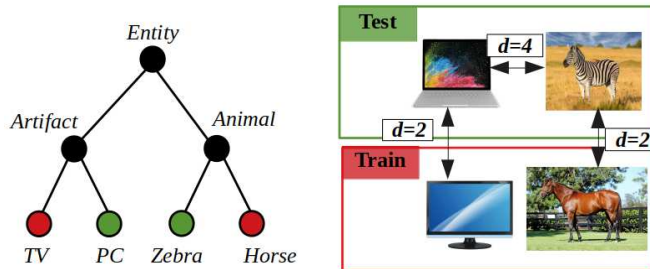 Entity
Artifact
Animal
TV
PC
Zebra
Horse
Test
d=4
d=2
d=2
Train